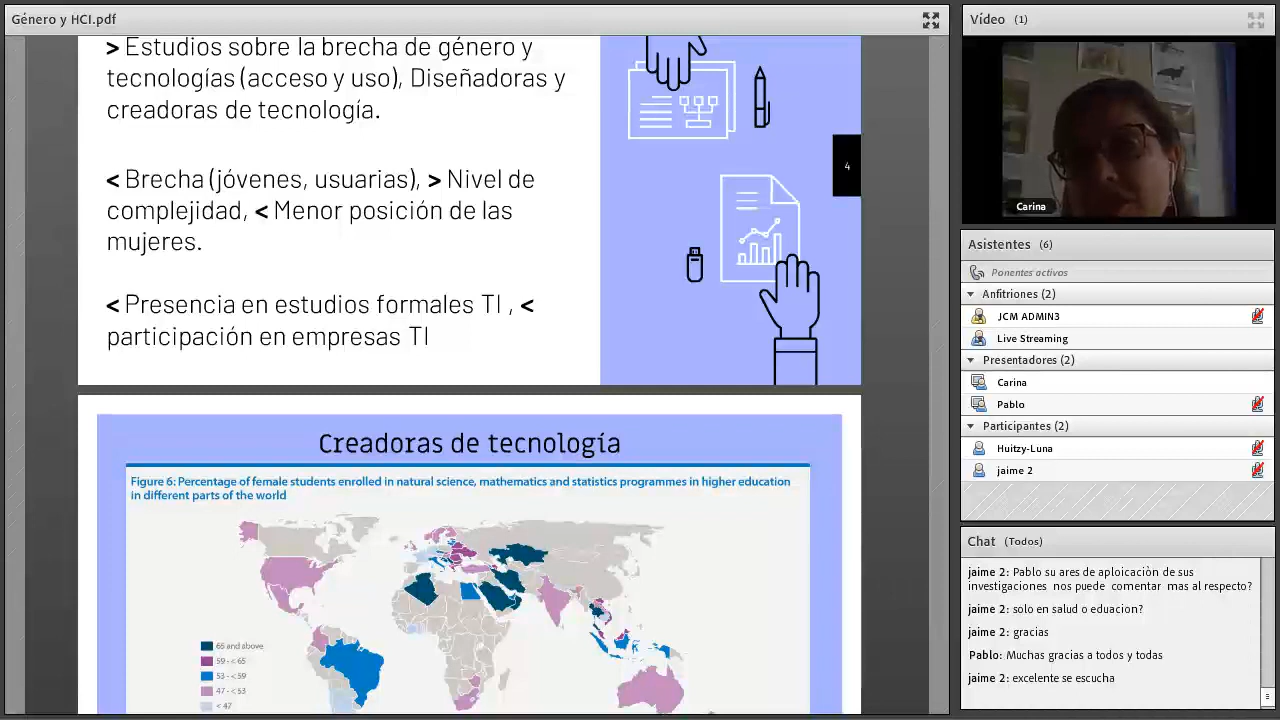 Género y HCI.pdf
> Estudios sobre la brecha de género y
tecnologías (acceso y uso), Diseñadoras y
creadoras de tecnología.
< Brecha (jóvenes, usuarias), > Nivel de
complejidad, < Menor posición de las
mujeres.
< Presencia en estudios formales TI , <
participación en empresas TI
4
Creadoras de tecnología
Figure 6: Percentage of female students enrolled in natural science, mathematics and statistics programmes in higher education
in different parts of the world
65 and above
59 - < 65
53 - < 59
47 - < 53
< 47
Vídeo (1)
Carina
Asistentes (6)
Ponentes activos
Anfitriones (2)
JCM ADMIN3
Live Streaming
Presentadores (2)
Carina
Pablo
Participantes (2)
Huitzy-Luna
jaime 2
Chat (Todos)
jaime 2: Pablo su ares de aploicaciòn de sus
investigaciones nos puede comentar mas al respecto?
jaime 2: solo en salud o eduacion?
jaime 2: gracias
Pablo: Muchas gracias a todos y todas
jaime 2: excelente se escucha